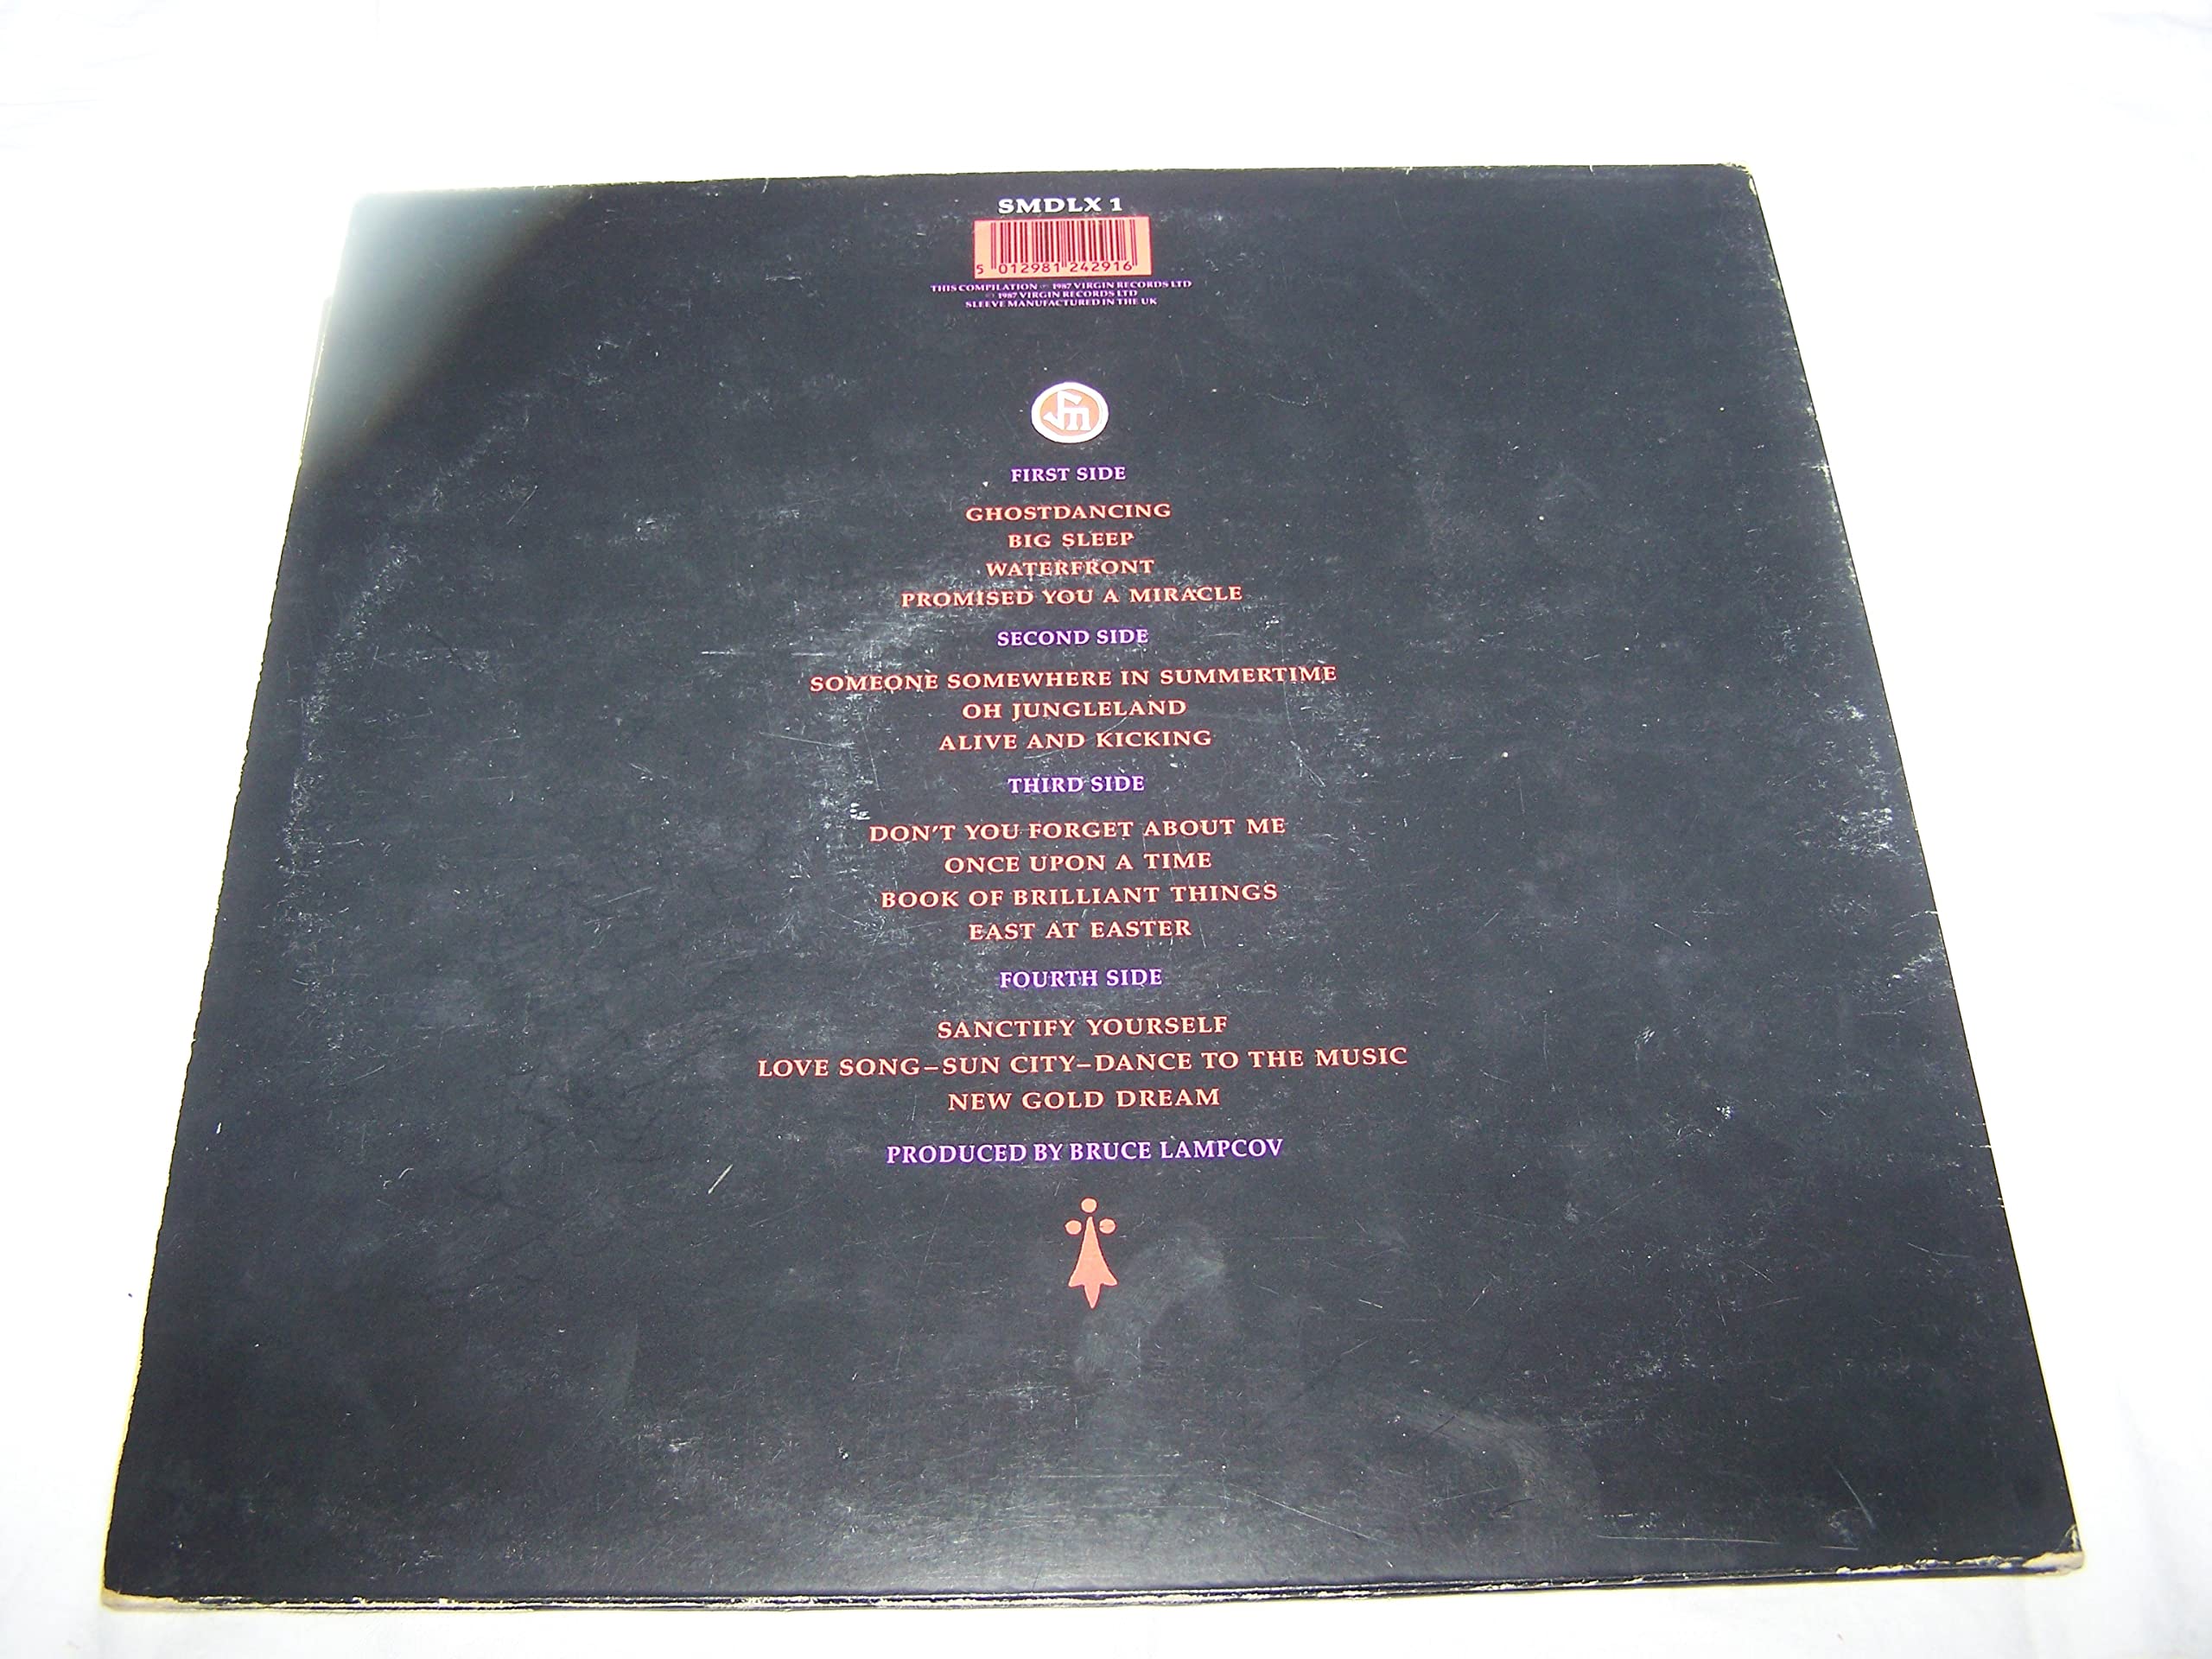 SMDLX 1
5 012981 242916
THIS COMPILATION ℗ 1987 VIRGIN RECORDS LTD
© 1987 VIRGIN RECORDS LTD
SLEEVE MANUFACTURED IN THE UK
FIRST SIDE
GHOSTDANCING
BIG SLEEP
WATERFRONT
PROMISED YOU A MIRACLE
SECOND SIDE
SOMEONE SOMEWHERE IN SUMMERTIME
OH JUNGLELAND
ALIVE AND KICKING
THIRD SIDE
DON'T YOU FORGET ABOUT ME
ONCE UPON A TIME
BOOK OF BRILLIANT THINGS
EAST AT EASTER
FOURTH SIDE
SANCTIFY YOURSELF
LOVE SONG–SUN CITY–DANCE TO THE MUSIC
NEW GOLD DREAM
PRODUCED BY BRUCE LAMPCOV